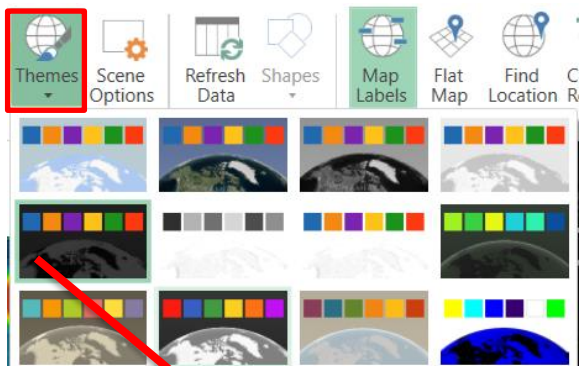 Themes
Scene Options
Refresh Data
Shapes
Map Labels
Flat Map
Find Location